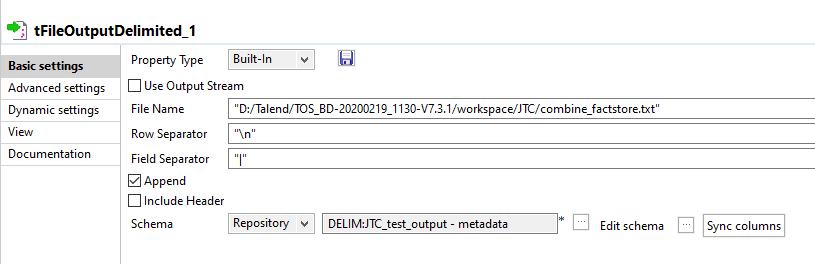 tFileOutputDelimited_1
Basic settings
Advanced settings
Dynamic settings
View
Documentation
Property Type Built-In
Use Output Stream
File Name "D:/Talend/TOS_BD-20200219_1130-V7.3.1/workspace/JTC/combine_factstore.txt"
Row Separator "\n"
Field Separator "|"
Append
Include Header
Schema Repository DELIM:JTC_test_output - metadata * ... Edit schema ... Sync columns